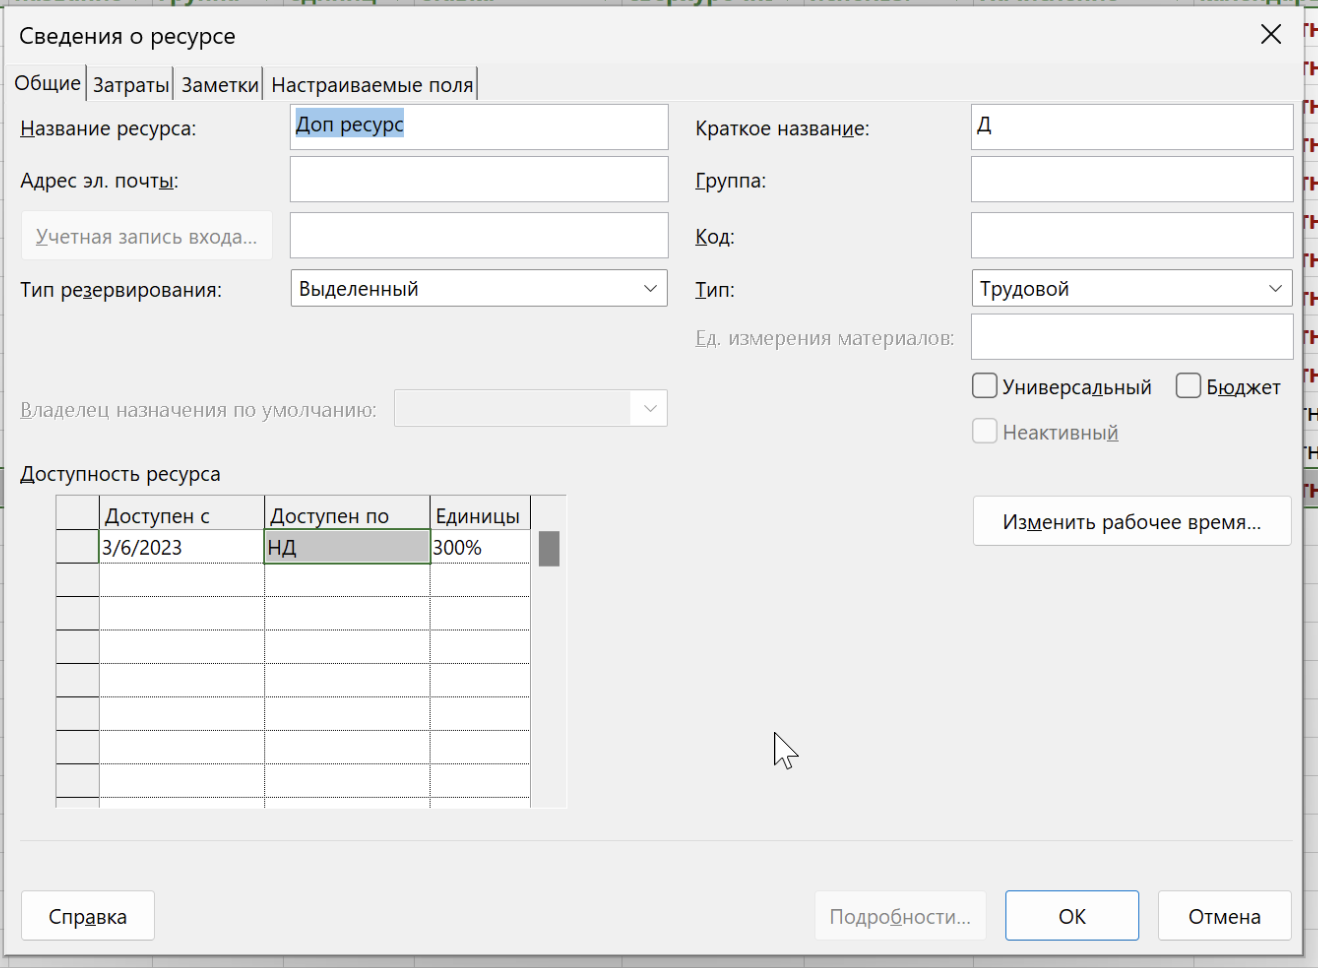 Сведения о ресурсе
Общие Затраты Заметки Настраиваемые поля
Название ресурса: Доп ресурс Краткое название: Д
Адрес эл. почты: Группа:
Учетная запись входа... Код:
Тип резервирования: Выделенный Тип: Трудовой
Ед. измерения материалов:
Универсальный Бюджет
Владелец назначения по умолчанию:
Неактивный
Доступность ресурса
Доступен с Доступен по Единицы
Изменить рабочее время...
3/6/2023 НД 300%
Справка Подробности... ОК Отмена